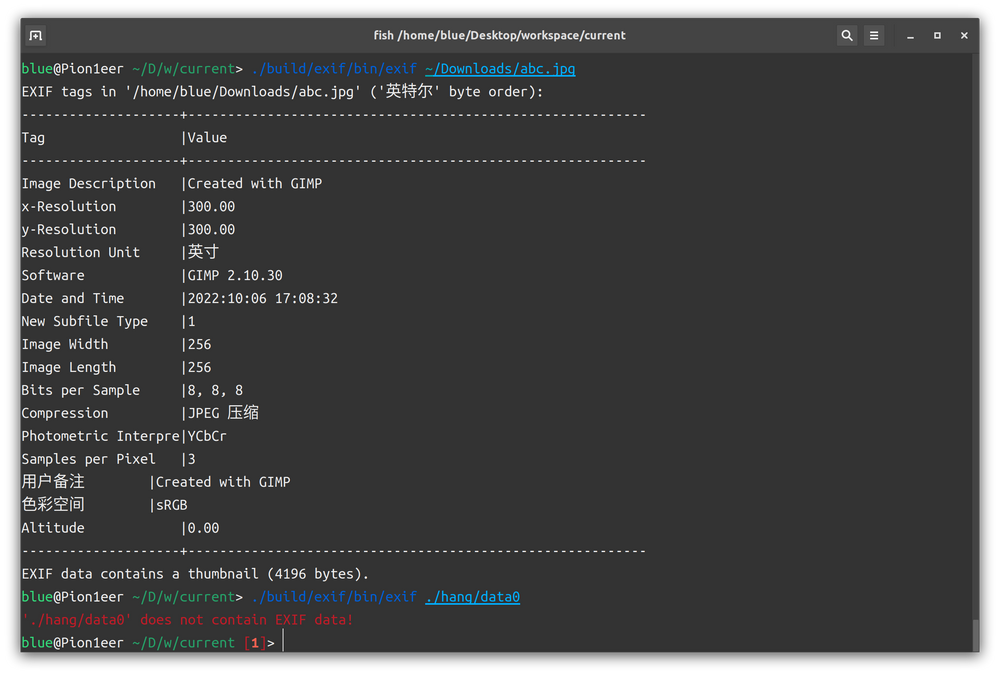 fish /home/blue/Desktop/workspace/current
blue@Pion1eer ~/D/w/current> ./build/exif/bin/exif ~/Downloads/abc.jpg
EXIF tags in '/home/blue/Downloads/abc.jpg' ('英特尔' byte order):
--------------------+----------------------------------------------------------
Tag                 |Value
--------------------+----------------------------------------------------------
Image Description   |Created with GIMP
x-Resolution        |300.00
y-Resolution        |300.00
Resolution Unit     |英寸
Software            |GIMP 2.10.30
Date and Time       |2022:10:06 17:08:32
New Subfile Type    |1
Image Width         |256
Image Length        |256
Bits per Sample     |8, 8, 8
Compression         |JPEG 压缩
Photometric Interpre|YCbCr
Samples per Pixel   |3
用户备注        |Created with GIMP
色彩空间        |sRGB
Altitude            |0.00
--------------------+----------------------------------------------------------
EXIF data contains a thumbnail (4196 bytes).
blue@Pion1eer ~/D/w/current> ./build/exif/bin/exif ./hang/data0
'./hang/data0' does not contain EXIF data!
blue@Pion1eer ~/D/w/current [1]>